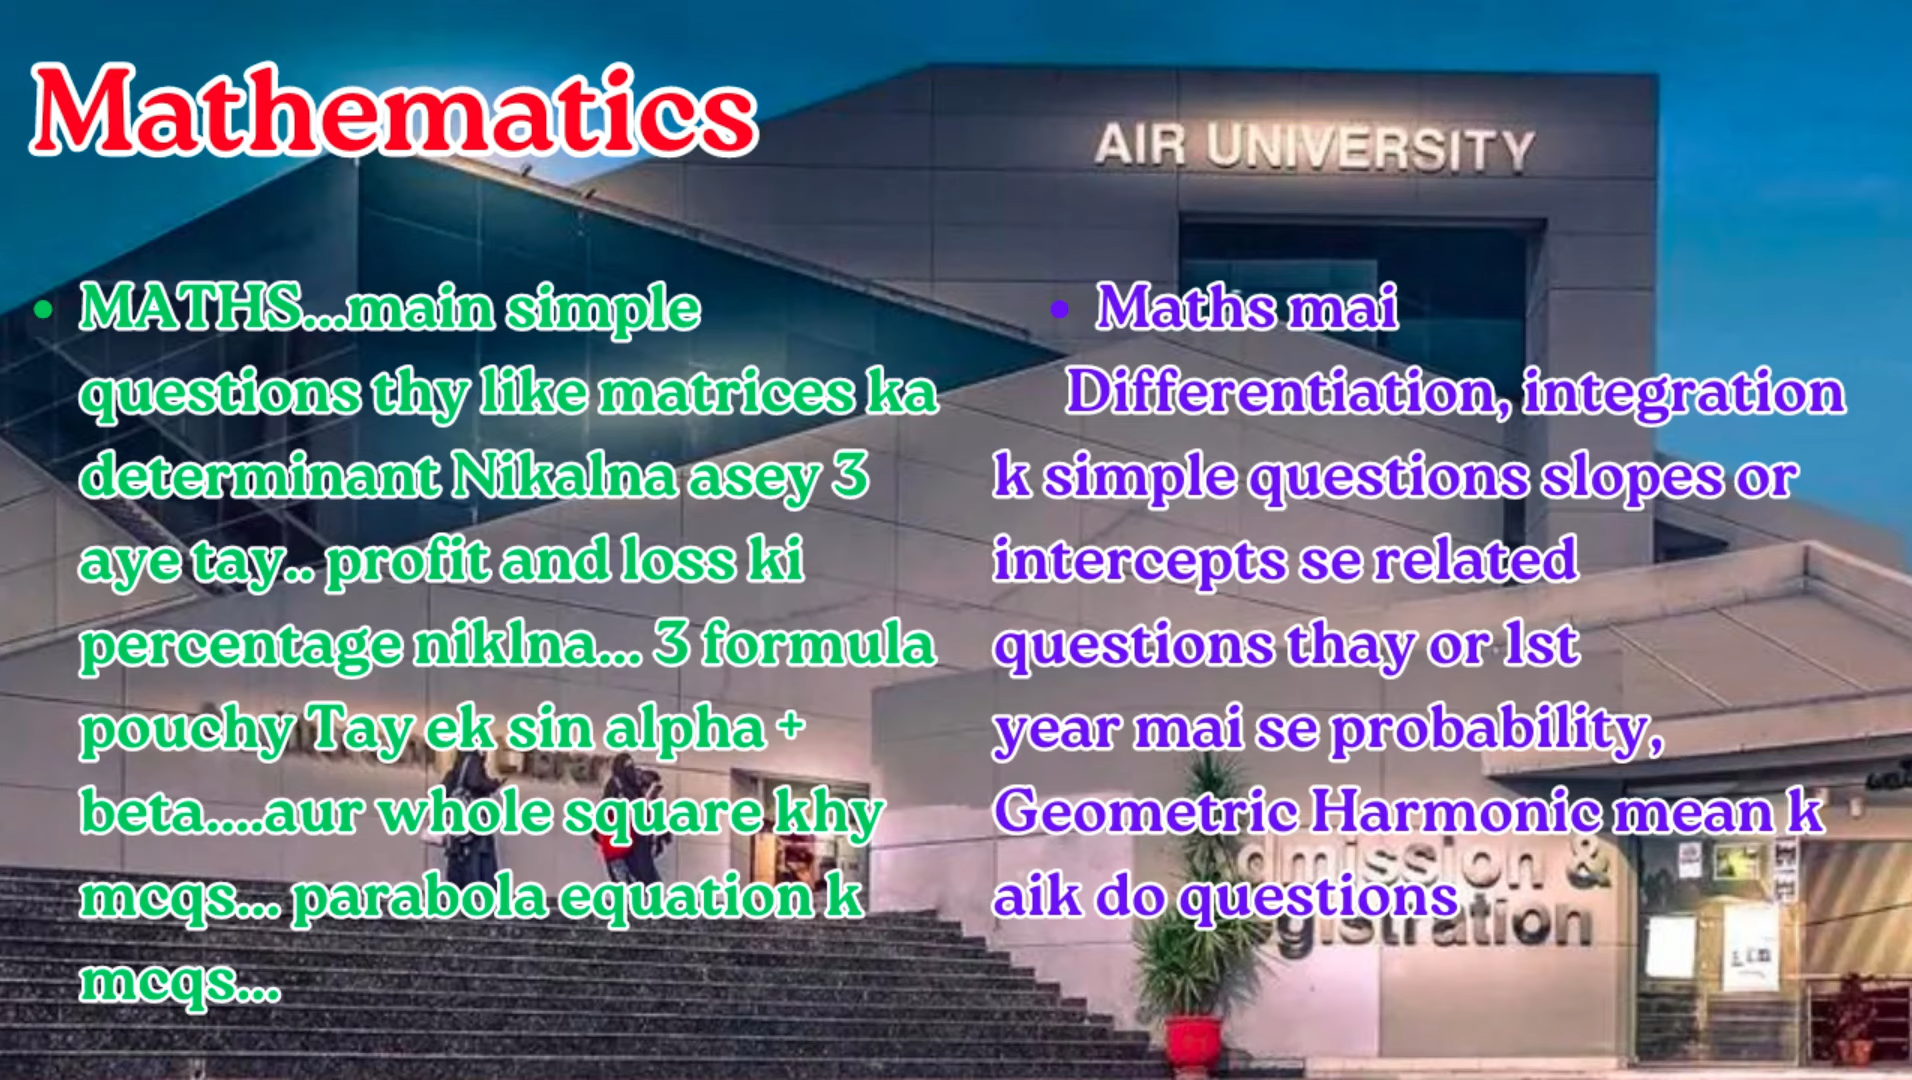 Mathematics
AIR UNIVERSITY
MATHS...main simple
questions thy like matrices ka
determinant Nikalna asey 3
aye tay.. profit and loss ki
percentage niklna... 3 formula
pouchy Tay ek sin alpha +
beta....aur whole square khy
mcqs... parabola equation k
mcqs...
Maths mai
Differentiation, integration
k simple questions slopes or
intercepts se related
questions thay or 1st
year mai se probability,
Geometric Harmonic mean k
aik do questions